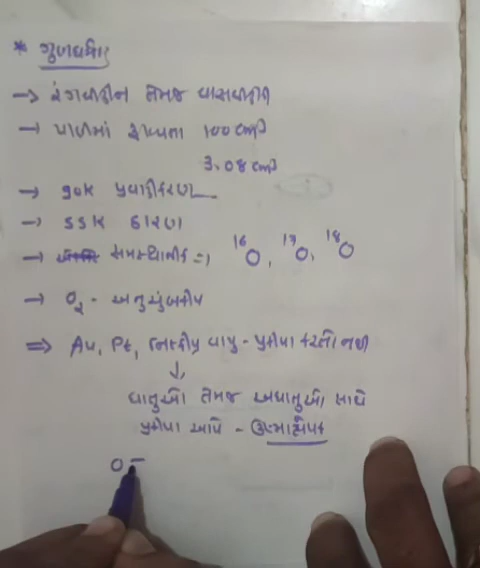 * ગુણધર્મો
→ રંગવિહીન તેમજ વાસવિહીન
→ પાણીમાં દ્રાવ્યતા 100 cm³
3.08 cm³
→ 90K પ્રવાહીકરણ
→ 55K ઠારણ
→ સમસ્થાનિક => ¹⁶O, ¹⁷O, ¹⁸O
→ O₂ - અનુચુંબકીય
⇒ Au, Pt, નિષ્ક્રિય વાયુ - પ્રક્રિયા કરતો નથી
↓
ધાતુઓ તેમજ અધાતુઓ સાથે
પ્રક્રિયા આપે - ઉષ્માક્ષેપક
O